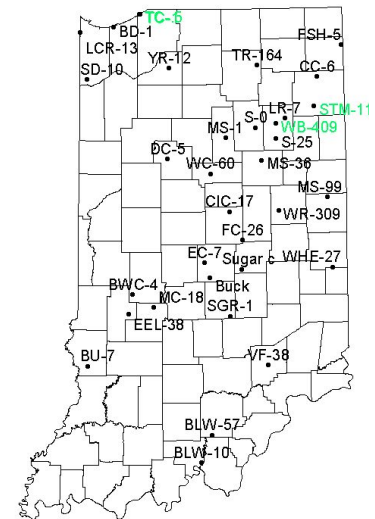 TC-.5
BD-1
LCR-13
FSH-5
YR-12
TR-164
SD-10
CC-6
STM-11
LR-7
S-0
WB-409
MS-1
S-25
DC-5
WC-60
MS-36
MS-99
CIC-17
WR-309
FC-26
EC-7
Sugar c
WHE-27
BWC-4
Buck
MC-18
SGR-1
EEL-38
BU-7
VF-38
BLW-57
BLW-10